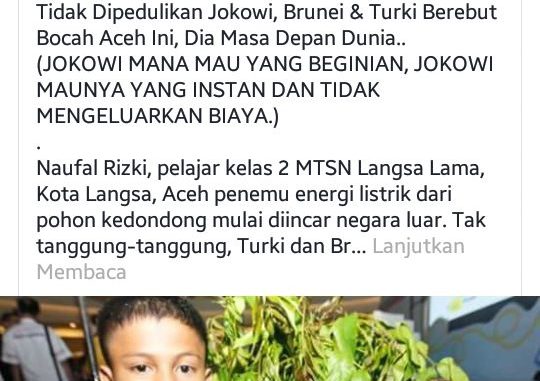 Tidak Dipedulikan Jokowi, Brunei & Turki Berebut
Bocah Aceh Ini, Dia Masa Depan Dunia..
(JOKOWI MANA MAU YANG BEGINIAN, JOKOWI
MAUNYA YANG INSTAN DAN TIDAK
MENGELUARKAN BIAYA.)
.
Naufal Rizki, pelajar kelas 2 MTSN Langsa Lama,
Kota Langsa, Aceh penemu energi listrik dari
pohon kedondong mulai diincar negara luar. Tak
tanggung-tanggung, Turki dan Br... Lanjutkan
Membaca